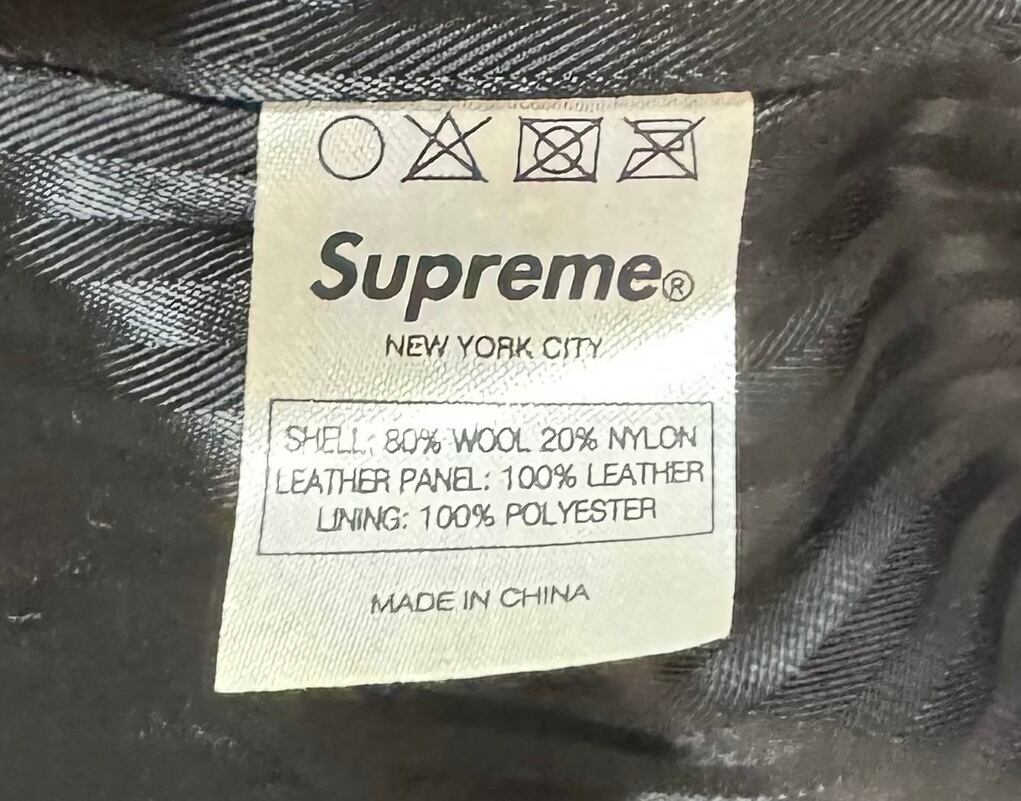 Supreme®
NEW YORK CITY
SHELL: 80% WOOL 20% NYLON
LEATHER PANEL: 100% LEATHER
LINING: 100% POLYESTER
MADE IN CHINA